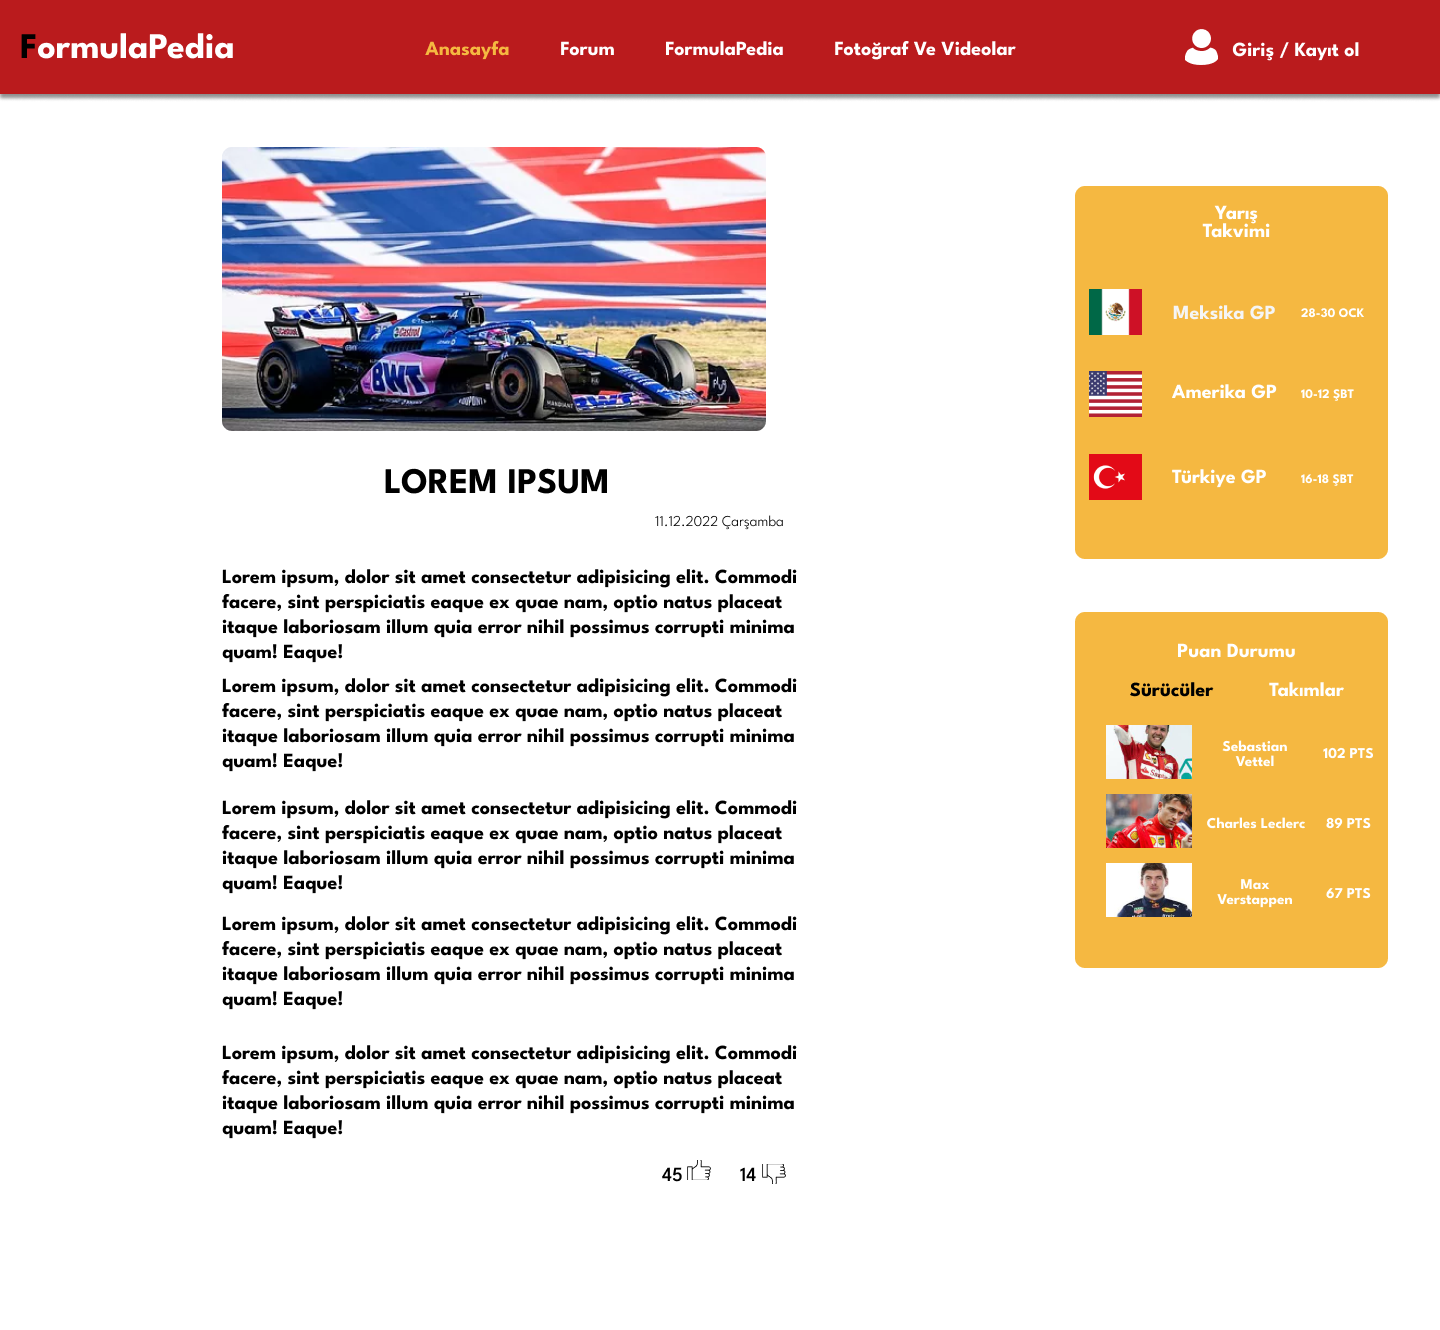 FormulaPedia
Anasayfa
Forum
FormulaPedia
Fotoğraf Ve Videolar
Giriş / Kayıt ol
Castrol
BWT
BWT
DUPONT
MANDIANT
LOREM IPSUM
11.12.2022 Çarşamba
Lorem ipsum, dolor sit amet consectetur adipisicing elit. Commodi
facere, sint perspiciatis eaque ex quae nam, optio natus placeat
itaque laboriosam illum quia error nihil possimus corrupti minima
quam! Eaque!
Lorem ipsum, dolor sit amet consectetur adipisicing elit. Commodi
facere, sint perspiciatis eaque ex quae nam, optio natus placeat
itaque laboriosam illum quia error nihil possimus corrupti minima
quam! Eaque!
Lorem ipsum, dolor sit amet consectetur adipisicing elit. Commodi
facere, sint perspiciatis eaque ex quae nam, optio natus placeat
itaque laboriosam illum quia error nihil possimus corrupti minima
quam! Eaque!
Lorem ipsum, dolor sit amet consectetur adipisicing elit. Commodi
facere, sint perspiciatis eaque ex quae nam, optio natus placeat
itaque laboriosam illum quia error nihil possimus corrupti minima
quam! Eaque!
Lorem ipsum, dolor sit amet consectetur adipisicing elit. Commodi
facere, sint perspiciatis eaque ex quae nam, optio natus placeat
itaque laboriosam illum quia error nihil possimus corrupti minima
quam! Eaque!
45
14
Yarış
Takvimi
Meksika GP
28-30 OCK
Amerika GP
10-12 ŞBT
Türkiye GP
16-18 ŞBT
Puan Durumu
Sürücüler
Takımlar
Sebastian
Vettel
102 PTS
Charles Leclerc
89 PTS
Max
Verstappen
67 PTS